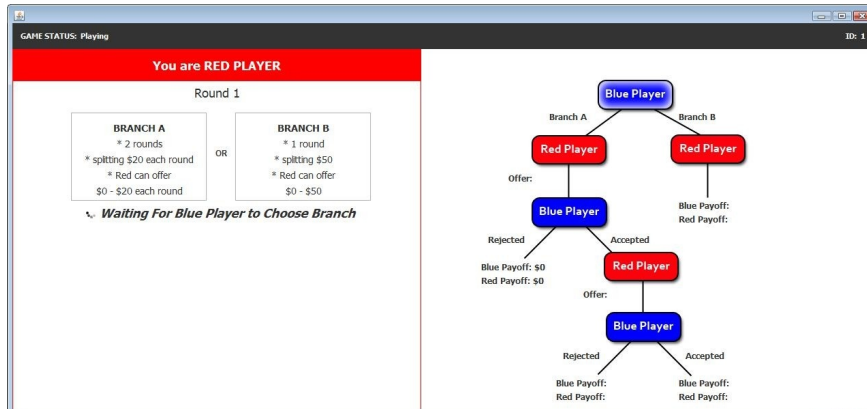 GAME STATUS: Playing
ID: 1
You are RED PLAYER
Round 1
BRANCH A
* 2 rounds
* splitting $20 each round
* Red can offer
$0 - $20 each round
OR
BRANCH B
* 1 round
* splitting $50
* Red can offer
$0 - $50
Waiting For Blue Player to Choose Branch
Blue Player
Branch A
Branch B
Red Player
Red Player
Offer:
Blue Player
Blue Payoff:
Red Payoff:
Rejected
Accepted
Blue Payoff: $0
Red Payoff: $0
Red Player
Offer:
Blue Player
Rejected
Accepted
Blue Payoff:
Red Payoff:
Blue Payoff:
Red Payoff: